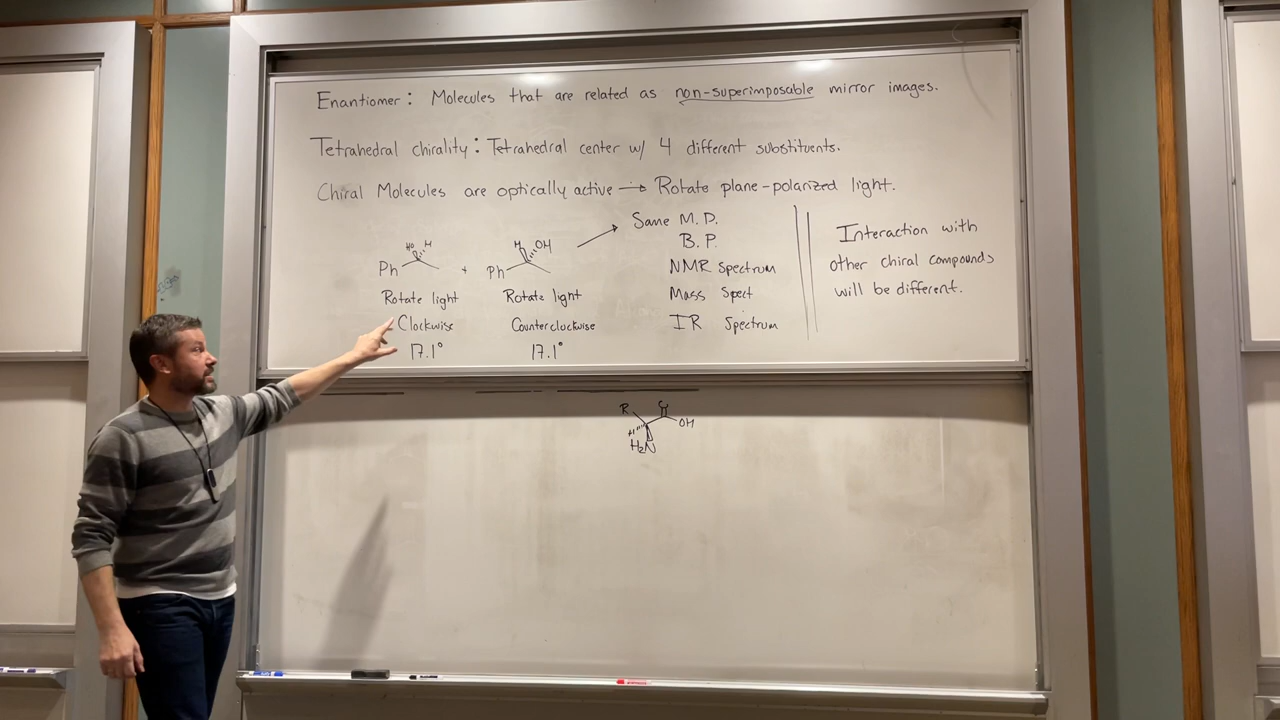 Enantiomer: Molecules that are related as non-superimposable mirror images.
Tetrahedral chirality: Tetrahedral center w/ 4 different substituents.
Chiral Molecules are optically active → Rotate plane-polarized light.
HO H
Ph
+
H OH
Ph
Rotate light
Clockwise
17.1°
Rotate light
Counterclockwise
17.1°
Same M.D.
B.P.
NMR Spectrum
Mass Spect
IR Spectrum
Interaction with
other chiral compounds
will be different.
R
OH
H
H₂N